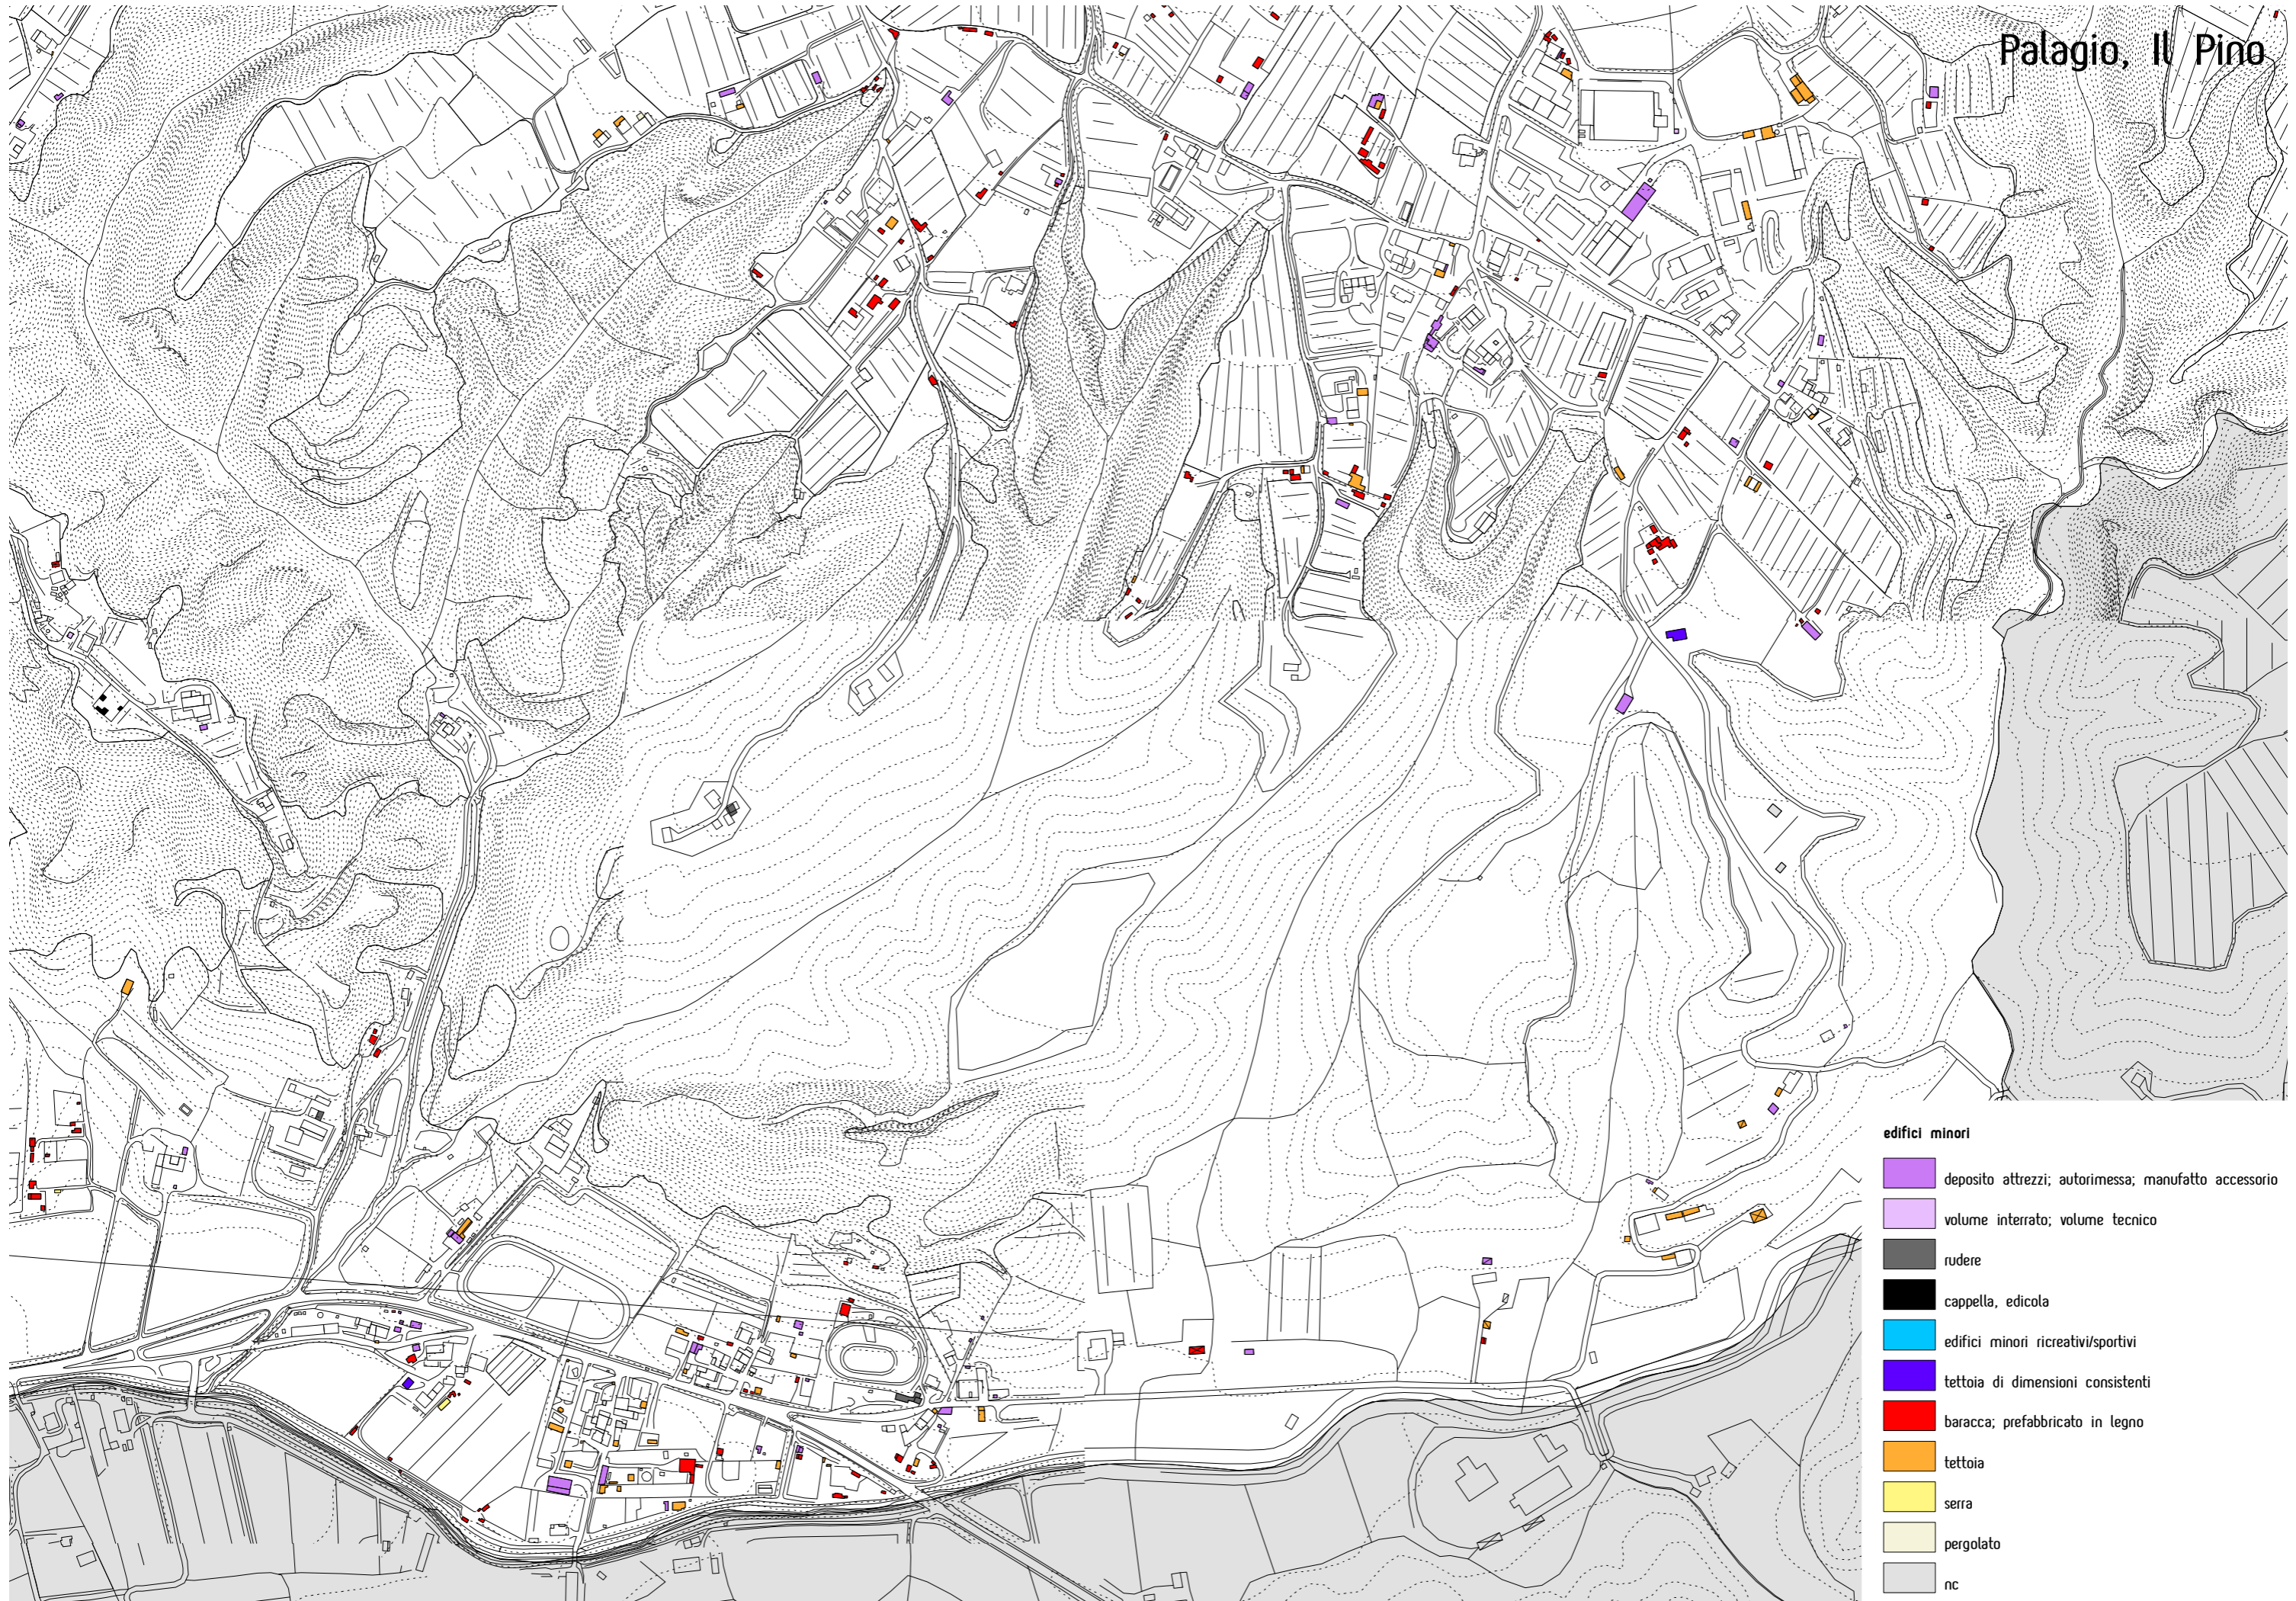 Palagio, Il Pino
edifici minori
deposito attrezzi; autorimessa; manufatto accessorio
volume interrato; volume tecnico
rudere
cappella, edicola
edifici minori ricreativi/sportivi
tettoia di dimensioni consistenti
baracca; prefabbricato in legno
tettoia
serra
pergolato
nc